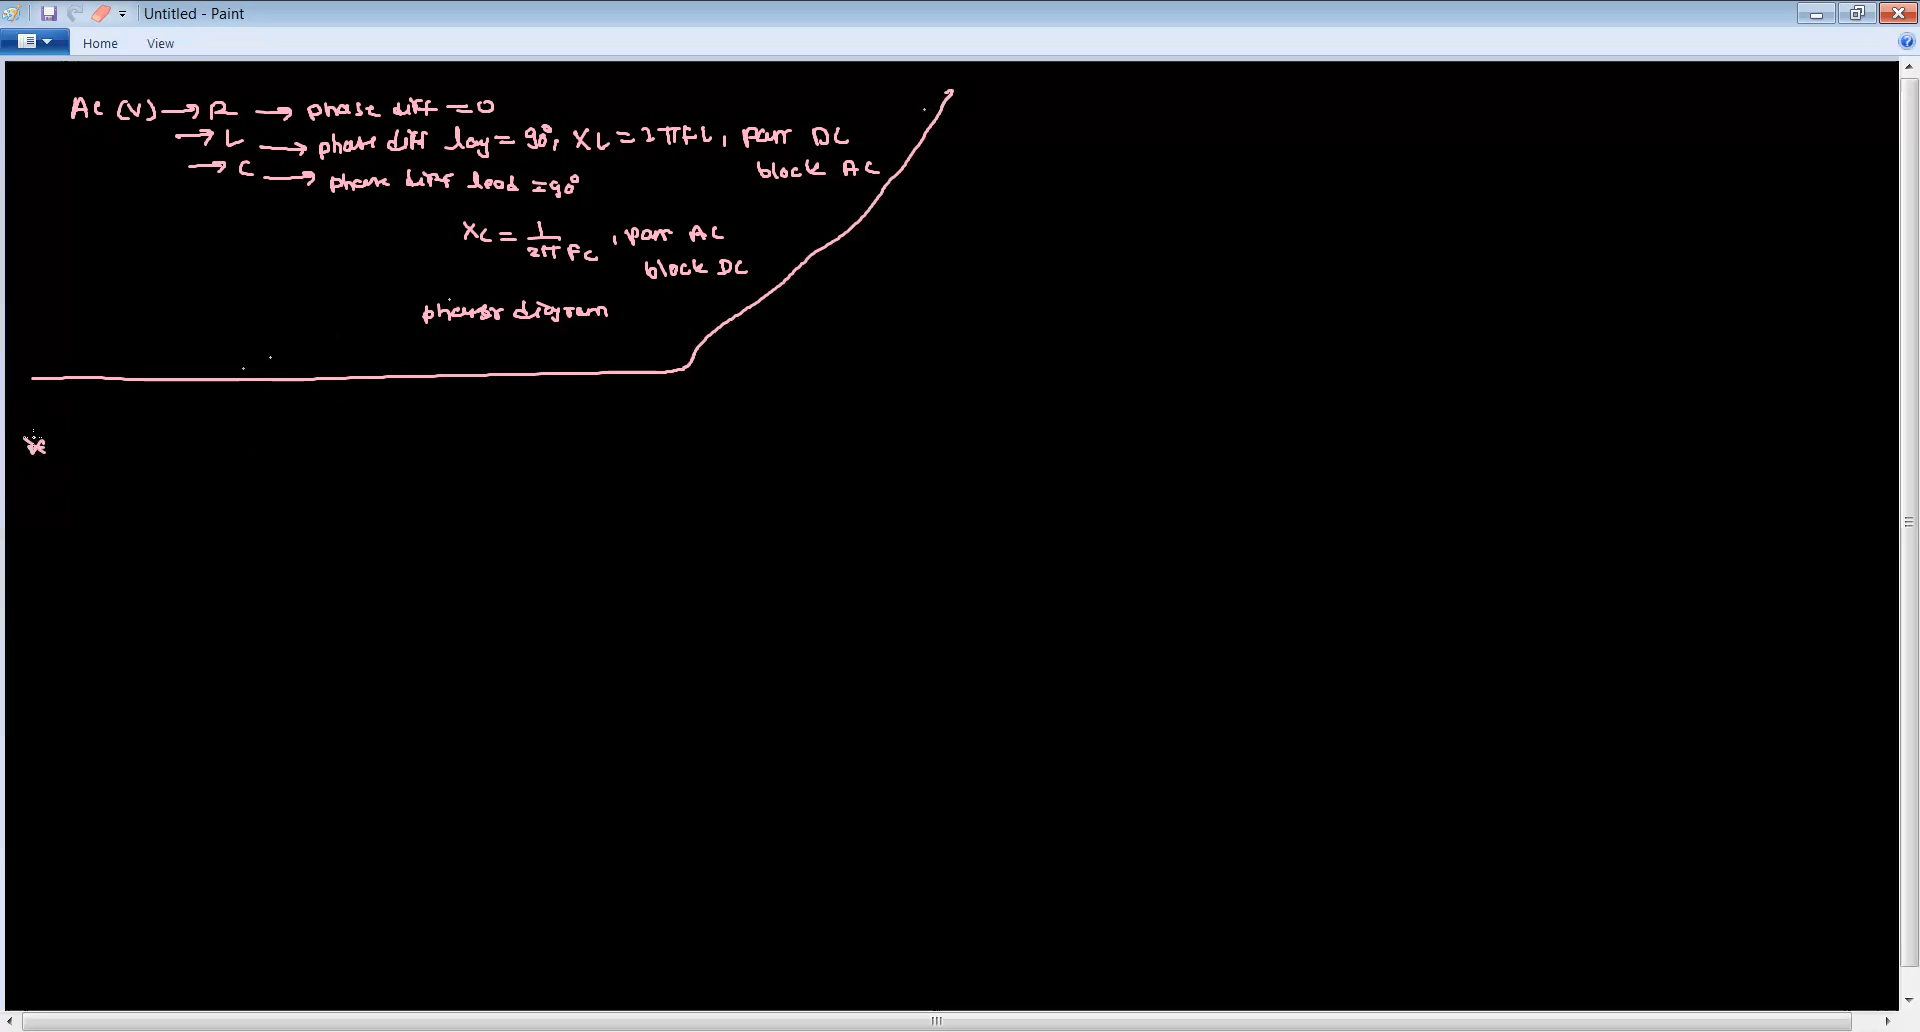 Untitled - Paint
Home View
AC (V) → R → phase diff = 0
→ L → phase diff lag = 90°, XL = 2πFL, pass DC
block AC
→ C → phase diff lead = 90°
XC = 1/2πFC, pass AC
block DC
phasor diagram